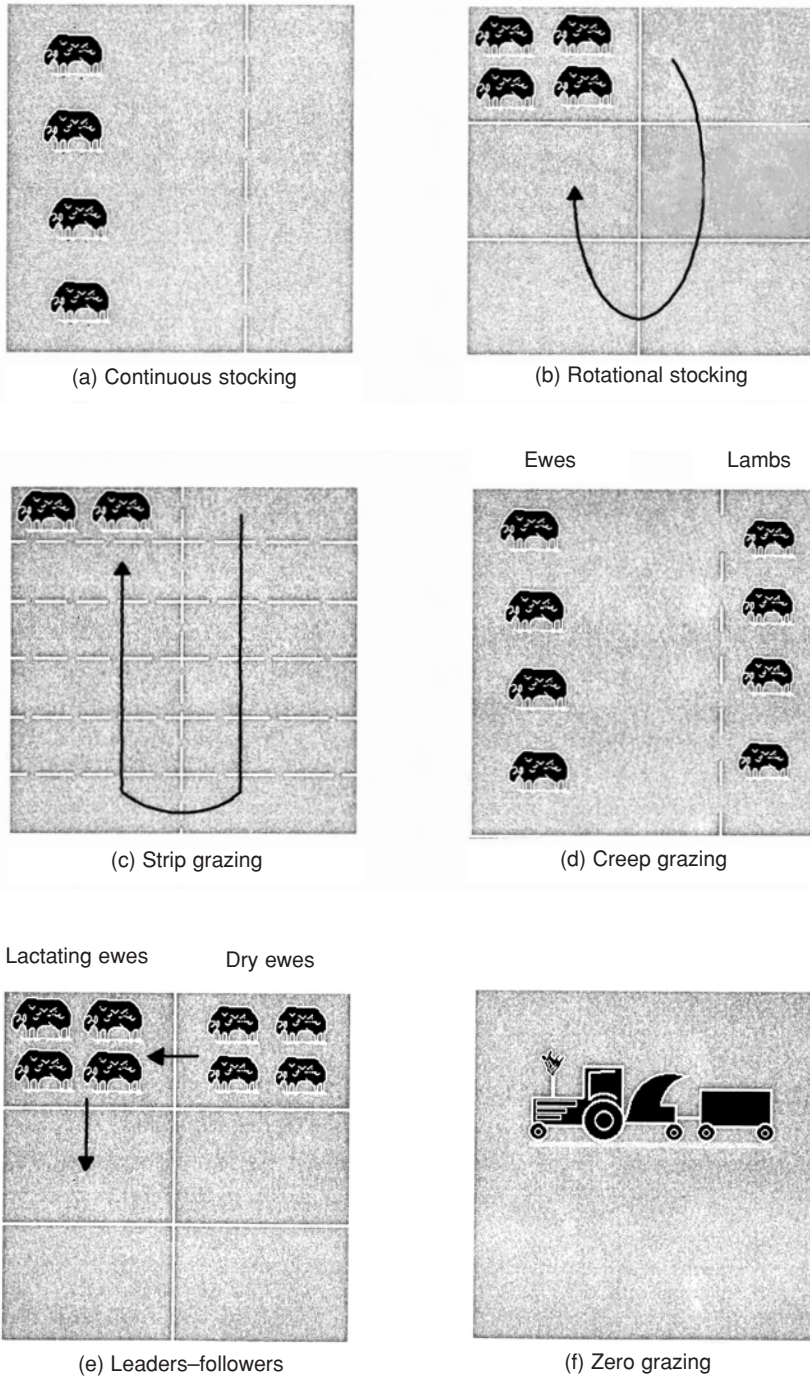 (a) Continuous stocking
(b) Rotational stocking
Ewes
Lambs
(c) Strip grazing
(d) Creep grazing
Lactating ewes
Dry ewes
(e) Leaders–followers
(f) Zero grazing